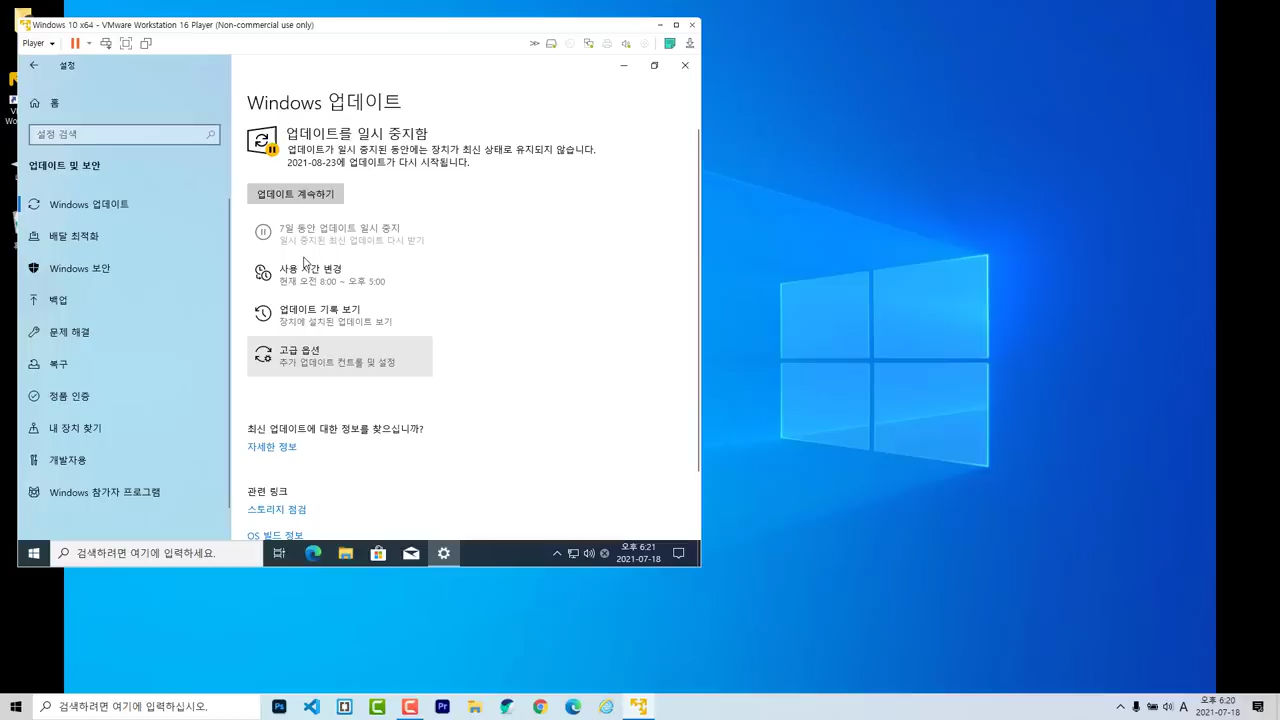 Windows 10 x64 - VMware Workstation 16 Player (Non-commercial use only)
Player
설정
홈
설정 검색
업데이트 및 보안
Windows 업데이트
배달 최적화
Windows 보안
백업
문제 해결
복구
정품 인증
내 장치 찾기
개발자용
Windows 참가자 프로그램
Windows 업데이트
업데이트를 일시 중지함
업데이트가 일시 중지된 동안에는 장치가 최신 상태로 유지되지 않습니다.
2021-08-23에 업데이트가 다시 시작됩니다.
업데이트 계속하기
7일 동안 업데이트 일시 중지
일시 중지된 최신 업데이트 다시 받기
사용 시간 변경
현재 오전 8:00 ~ 오후 5:00
업데이트 기록 보기
장치에 설치된 업데이트 보기
고급 옵션
추가 업데이트 컨트롤 및 설정
최신 업데이트에 대한 정보를 찾으십니까?
자세한 정보
관련 링크
스토리지 점검
OS 빌드 정보
검색하려면 여기에 입력하세요.
오후 6:21
2021-07-18
검색하려면 여기에 입력하십시오.
Ps
Pr
A
오후 6:20
2021-07-18